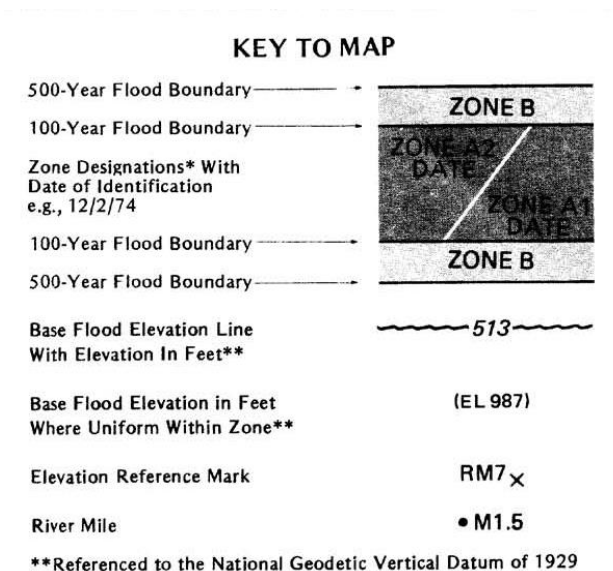 KEY TO MAP
500-Year Flood Boundary
ZONE B
100-Year Flood Boundary
ZONE A2
DATE
Zone Designations* With
Date of Identification
e.g., 12/2/74
ZONE A1
DATE
100-Year Flood Boundary
ZONE B
500-Year Flood Boundary
Base Flood Elevation Line
With Elevation In Feet**
513
Base Flood Elevation in Feet
Where Uniform Within Zone**
(EL 987)
Elevation Reference Mark
RM7×
River Mile
•M1.5
**Referenced to the National Geodetic Vertical Datum of 1929